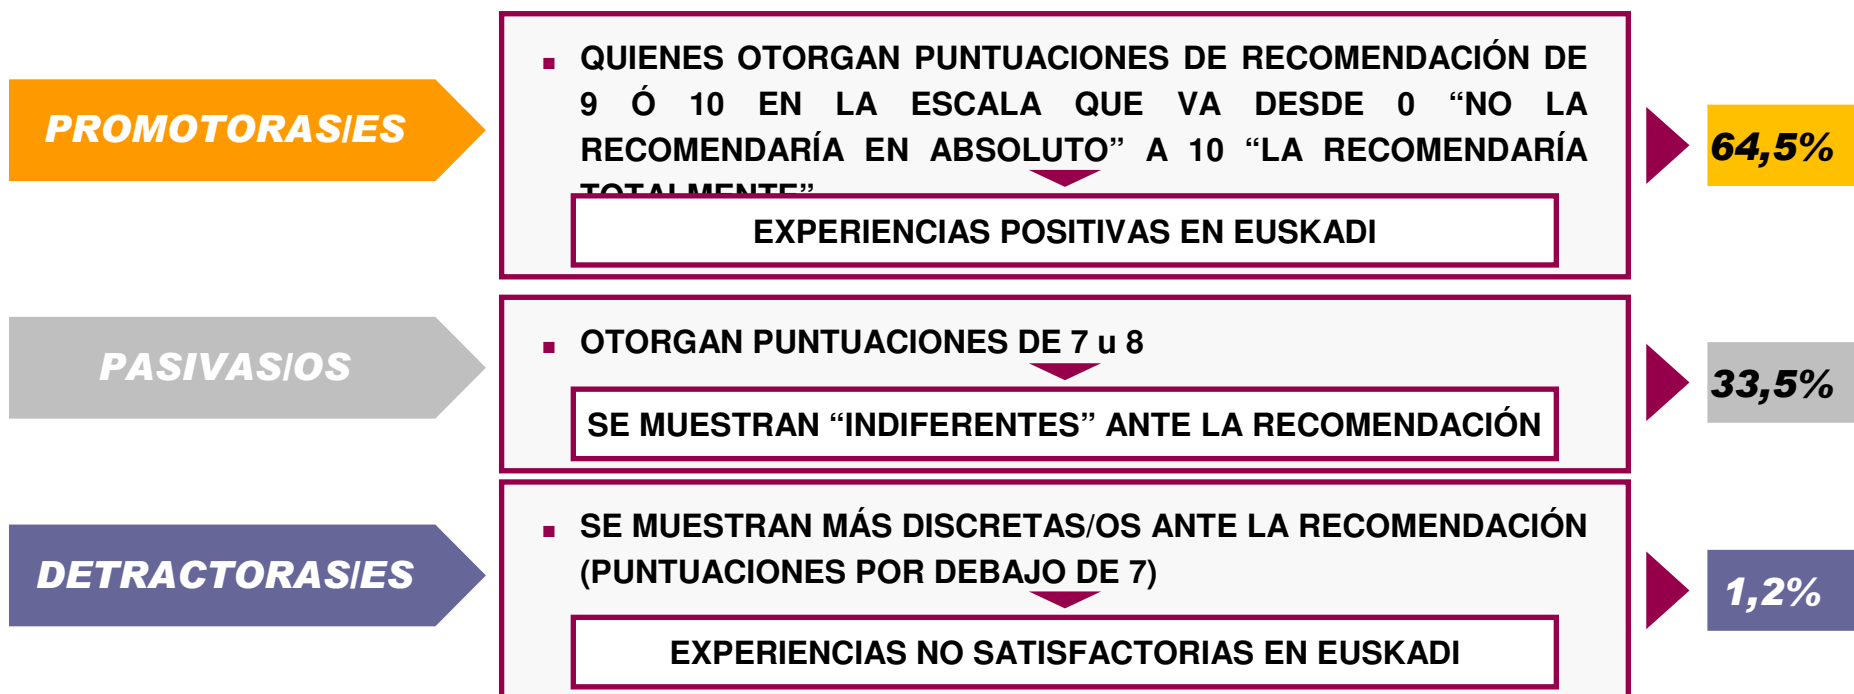 PROMOTORAS/ES
▪ QUIENES OTORGAN PUNTUACIONES DE RECOMENDACIÓN DE
9 Ó 10 EN LA ESCALA QUE VA DESDE 0 “NO LA
RECOMENDARÍA EN ABSOLUTO” A 10 “LA RECOMENDARÍA
TOTALMENTE”
EXPERIENCIAS POSITIVAS EN EUSKADI
64,5%
PASIVAS/OS
▪ OTORGAN PUNTUACIONES DE 7 u 8
SE MUESTRAN “INDIFERENTES” ANTE LA RECOMENDACIÓN
33,5%
DETRACTORAS/ES
▪ SE MUESTRAN MÁS DISCRETAS/OS ANTE LA RECOMENDACIÓN
(PUNTUACIONES POR DEBAJO DE 7)
EXPERIENCIAS NO SATISFACTORIAS EN EUSKADI
1,2%